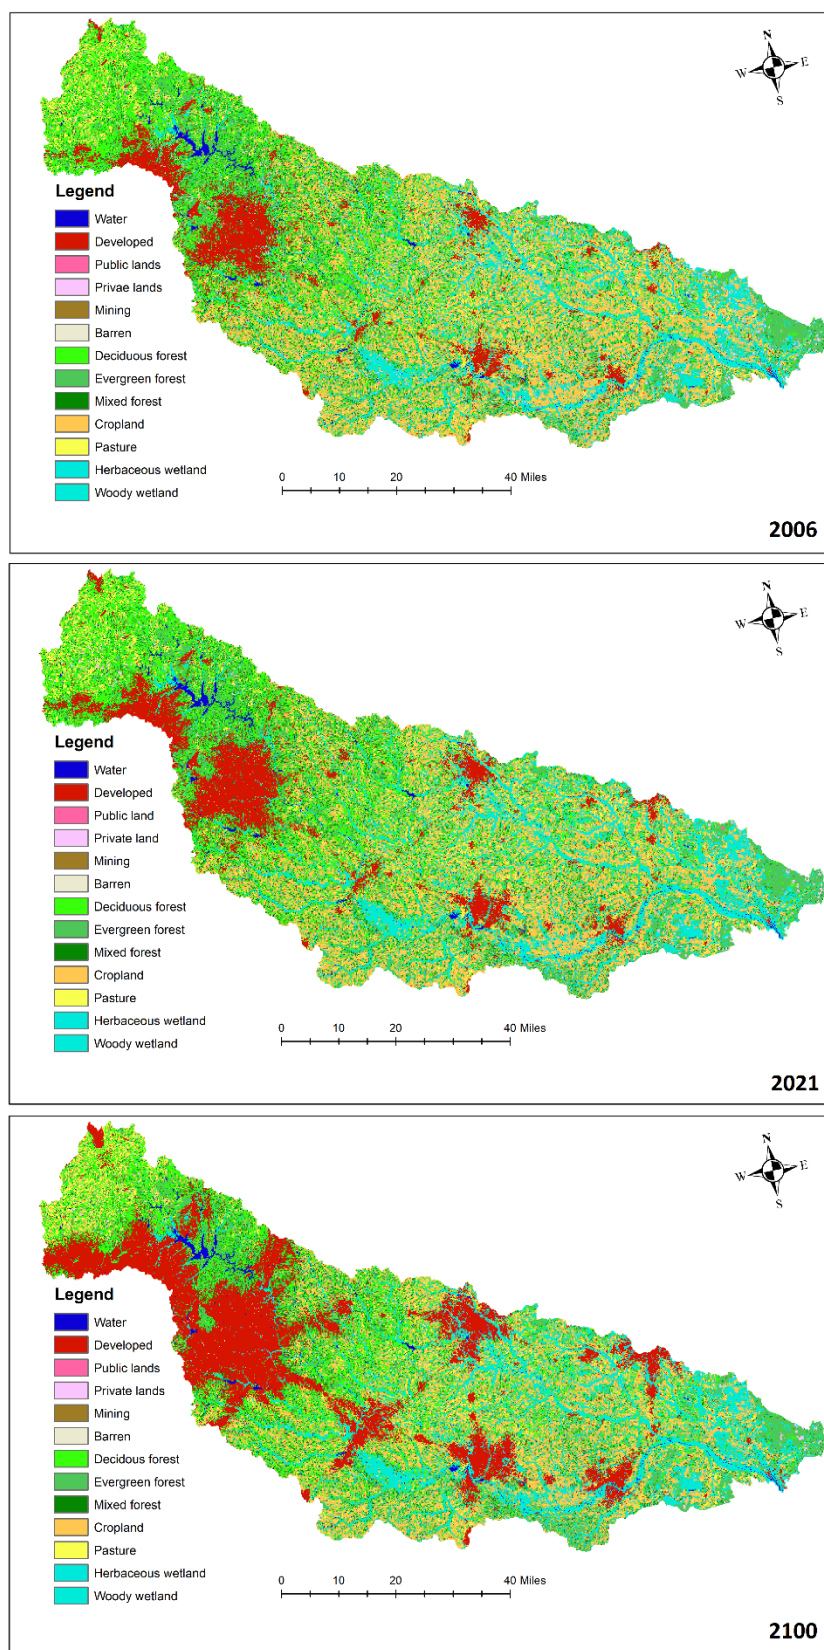 N
W E
S
Legend
Water
Developed
Public lands
Privae lands
Mining
Barren
Deciduous forest
Evergreen forest
Mixed forest
Cropland
Pasture
Herbaceous wetland
Woody wetland
0 10 20 40 Miles
2006
N
W E
S
Legend
Water
Developed
Public land
Private land
Mining
Barren
Deciduous forest
Evergreen forest
Mixed forest
Cropland
Pasture
Herbaceous wetland
Woody wetland
0 10 20 40 Miles
2021
N
W E
S
Legend
Water
Developed
Public lands
Private lands
Mining
Barren
Decidous forest
Evergreen forest
Mixed forest
Cropland
Pasture
Herbaceous wetland
Woody wetland
0 10 20 40 Miles
2100